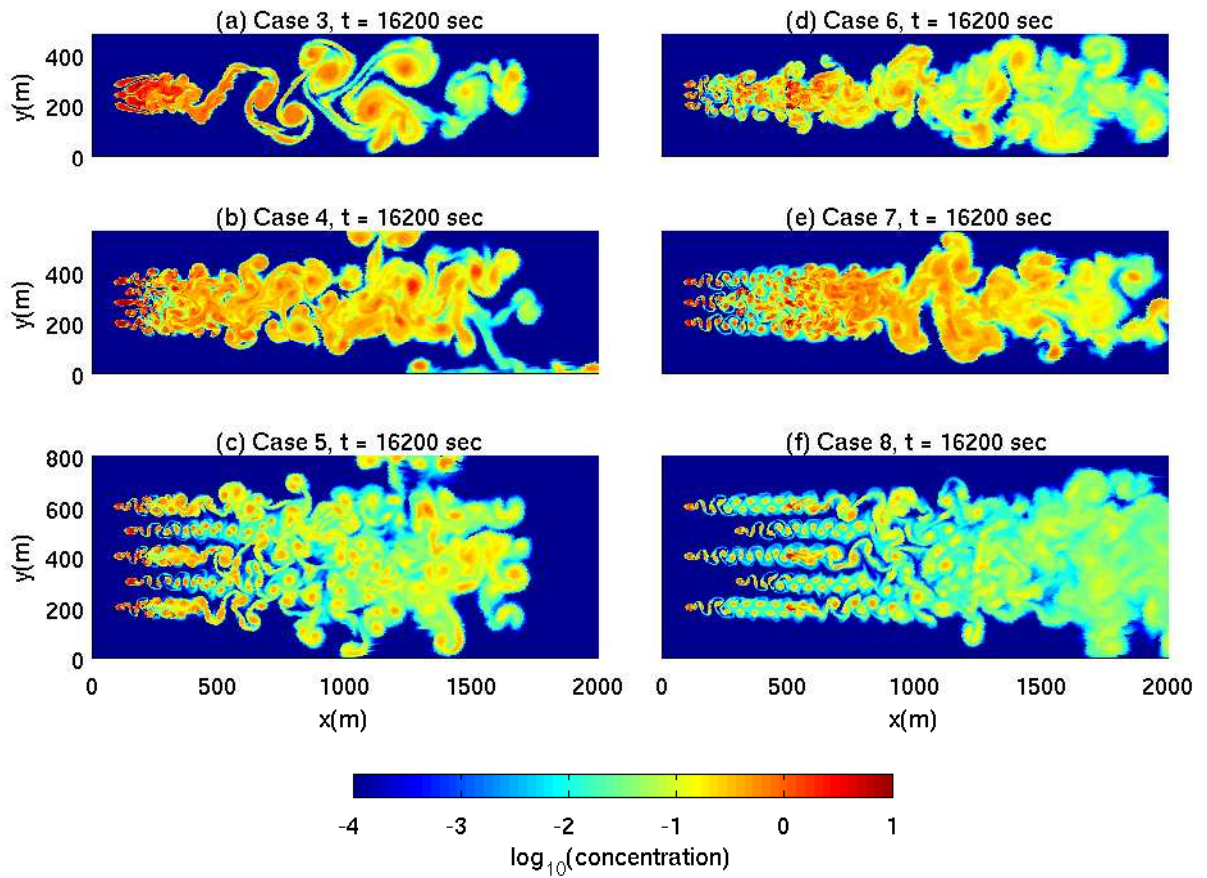 (a) Case 3, t = 16200 sec
y(m)
400
200
0
(d) Case 6, t = 16200 sec
(b) Case 4, t = 16200 sec
y(m)
400
200
0
(e) Case 7, t = 16200 sec
(c) Case 5, t = 16200 sec
y(m)
800
600
400
200
0
0 500 1000 1500 2000
x(m)
(f) Case 8, t = 16200 sec
0 500 1000 1500 2000
x(m)
-4 -3 -2 -1 0 1
log10(concentration)